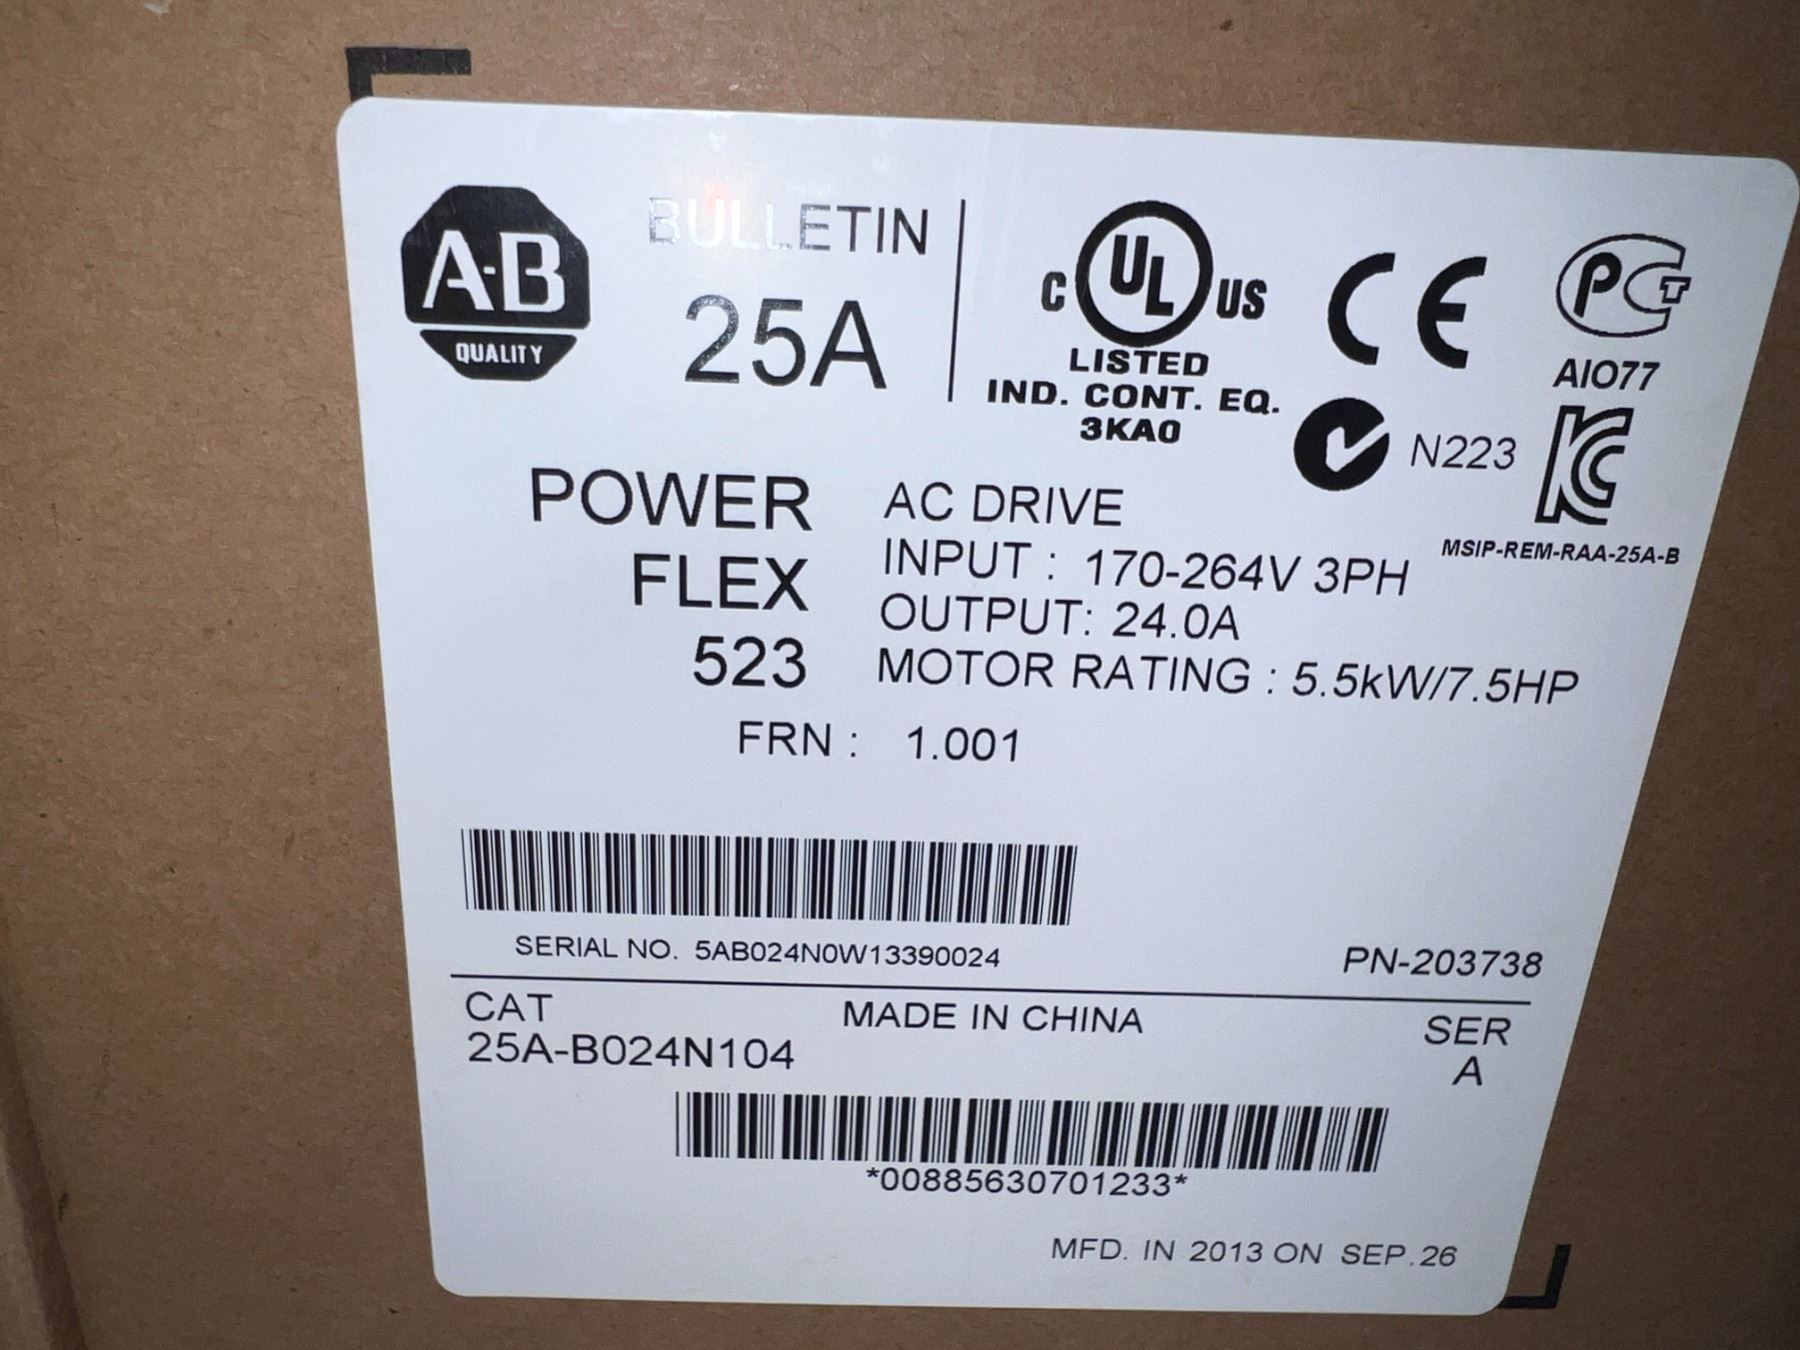 A-B
QUALITY
BULLETIN
25A
C UL US
LISTED
IND. CONT. EQ.
3KA0
CE
PCT
AIO77
N223
KC
MSIP-REM-RAA-25A-B
POWER
FLEX
523
AC DRIVE
INPUT : 170-264V 3PH
OUTPUT: 24.0A
MOTOR RATING : 5.5kW/7.5HP
FRN : 1.001
SERIAL NO. 5AB024N0W13390024
PN-203738
CAT
25A-B024N104
MADE IN CHINA
SER
A
*00885630701233*
MFD. IN 2013 ON SEP.26